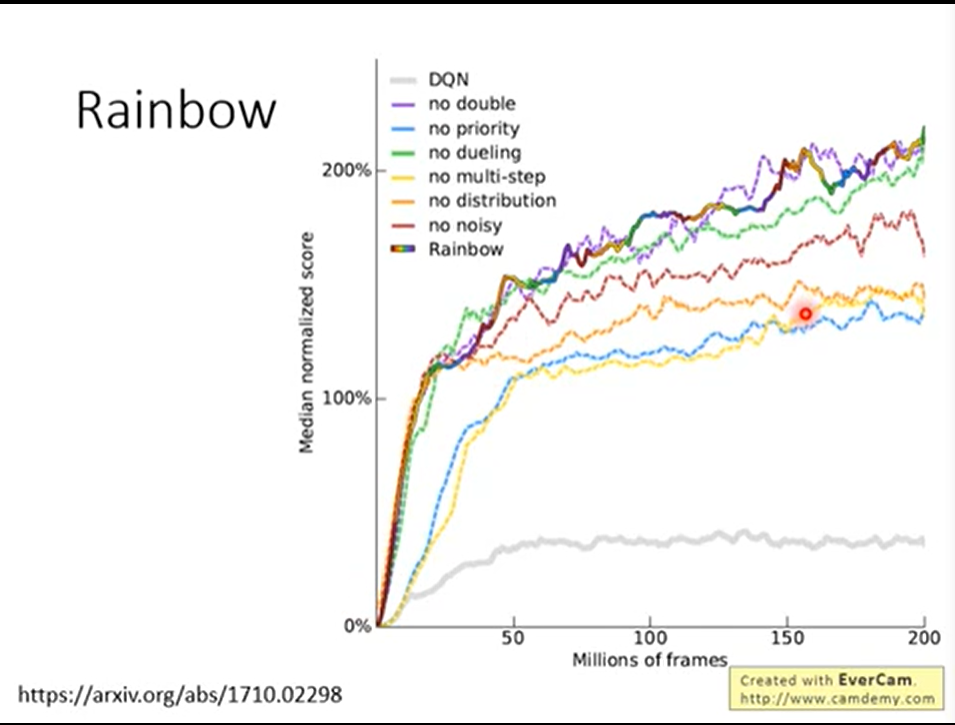 Rainbow
DQN
no double
no priority
no dueling
no multi-step
no distribution
no noisy
Rainbow
200%
100%
0%
Median normalized score
50
100
150
200
Millions of frames
https://arxiv.org/abs/1710.02298
Created with EverCam.
http://www.camdemy.com